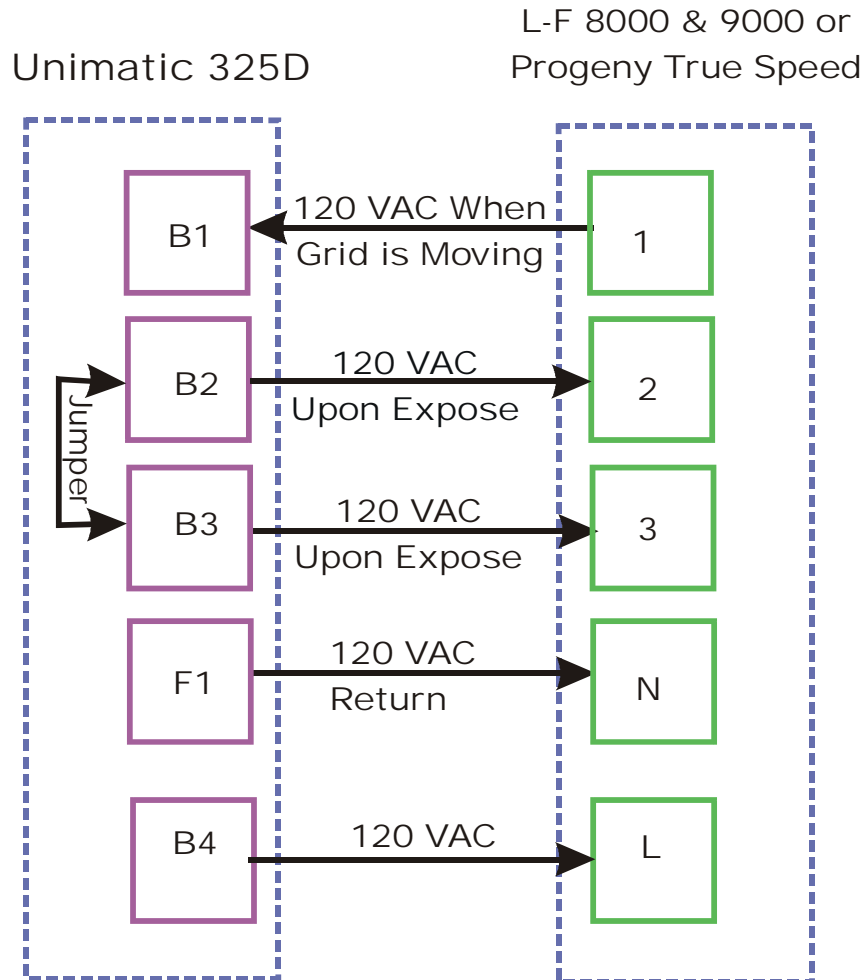 L-F 8000 & 9000 or
Progeny True Speed
Unimatic 325D
B1
120 VAC When
Grid is Moving
1
B2
120 VAC
Upon Expose
2
Jumper
B3
120 VAC
Upon Expose
3
F1
120 VAC
Return
N
B4
120 VAC
L